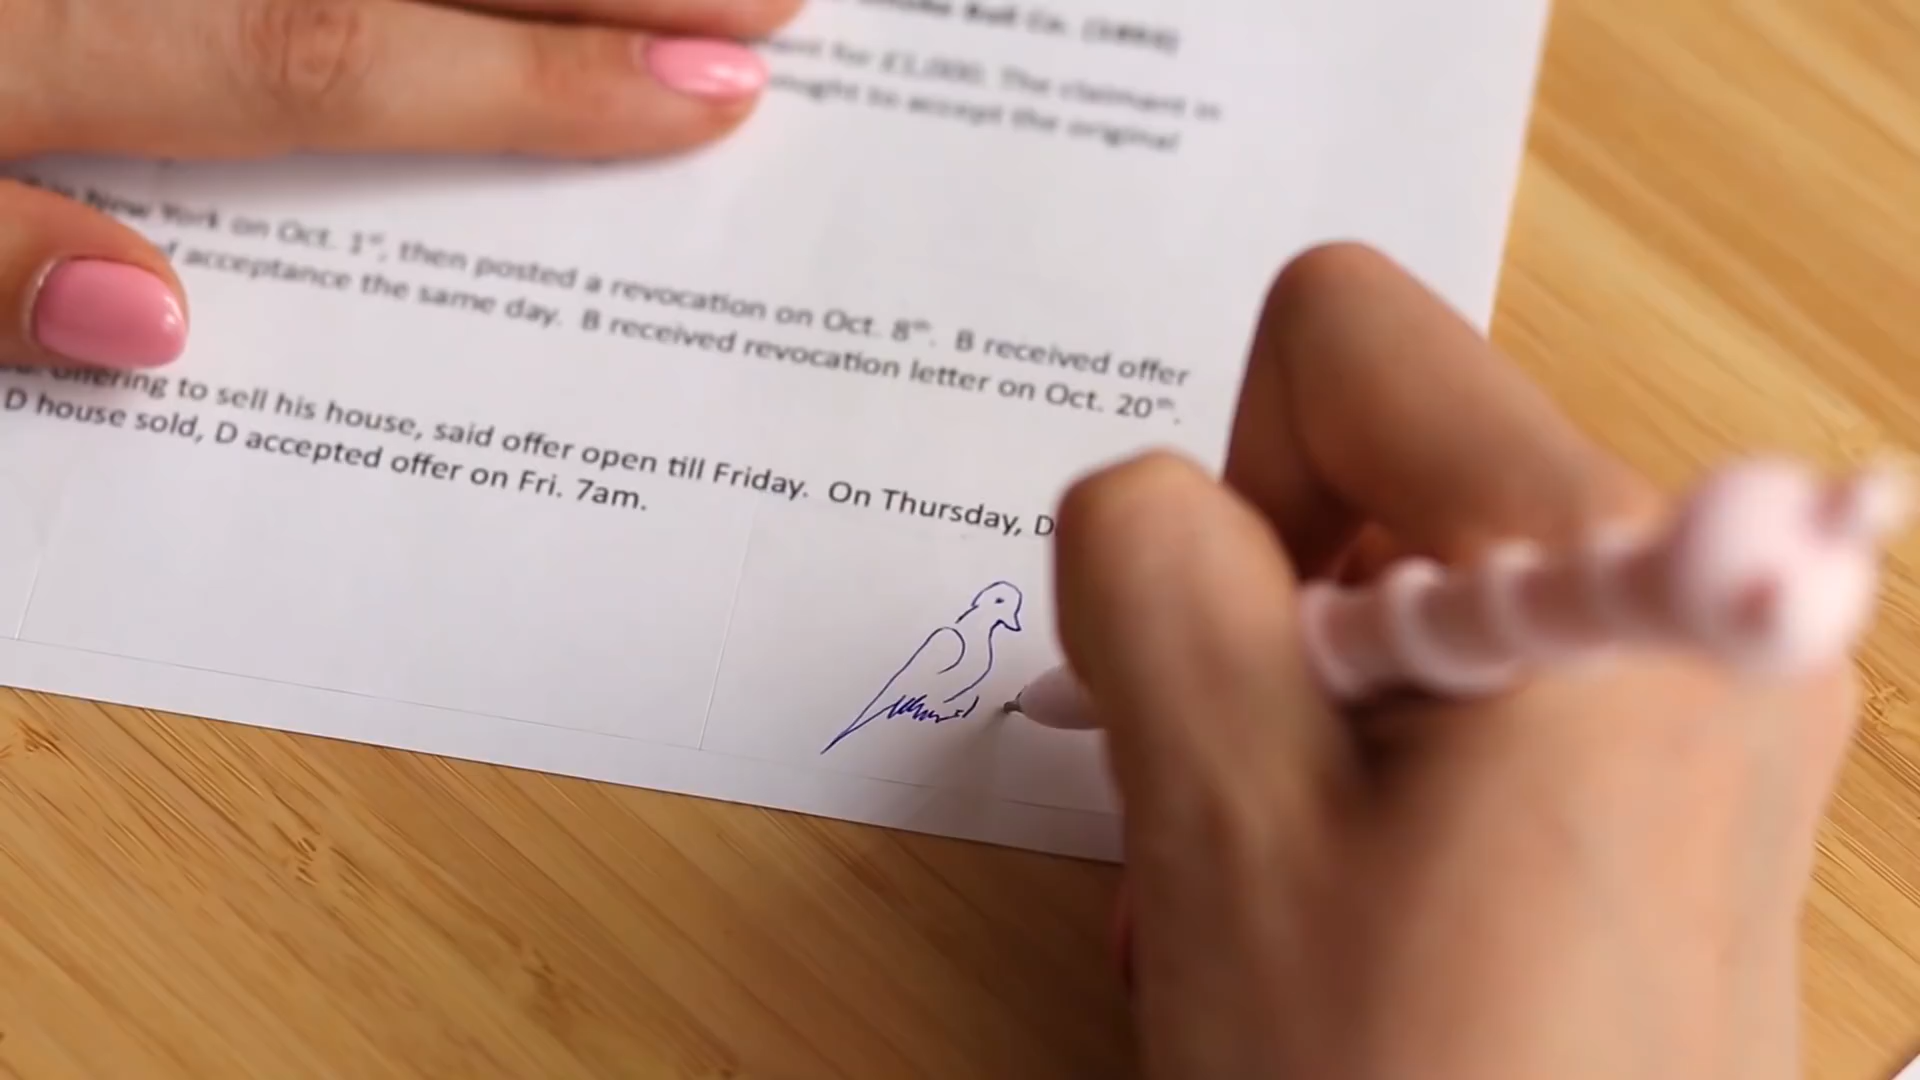 Ball Co. (1893)
for £1,000. The claimant in
to accept the original
New York on Oct. 1st, then posted a revocation on Oct. 8th. B received offer
acceptance the same day. B received revocation letter on Oct. 20th.
offering to sell his house, said offer open till Friday. On Thursday, D
D house sold, D accepted offer on Fri. 7am.